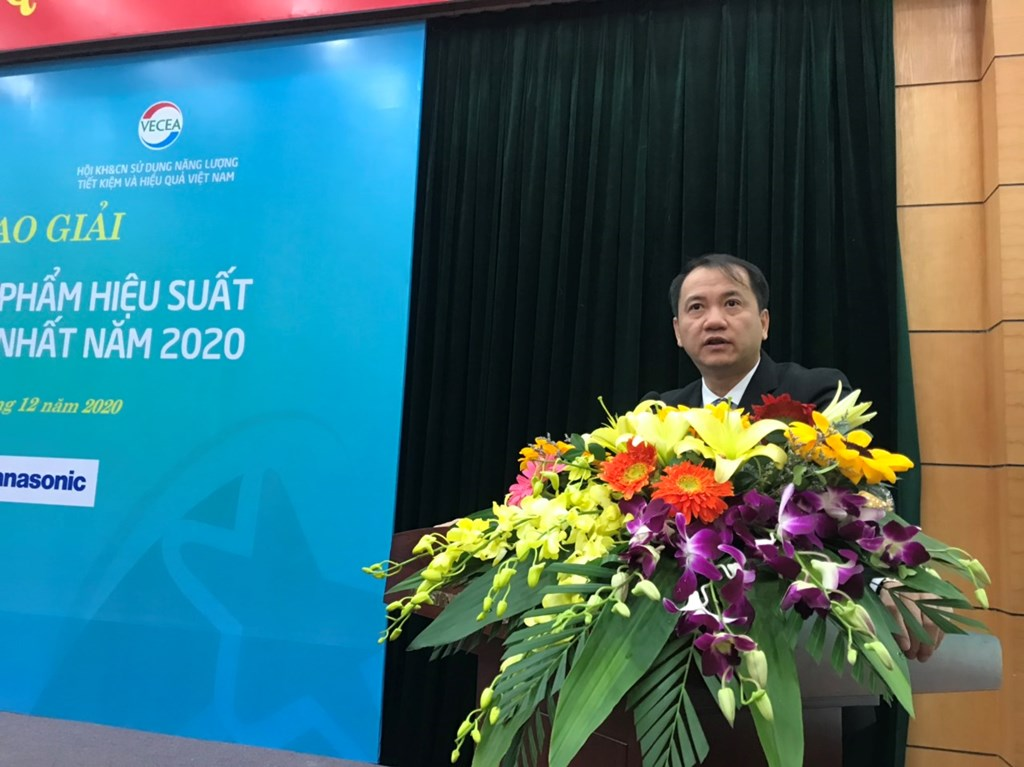 VECEA
HỘI KH&CN SỬ DỤNG NĂNG LƯỢNG
TIẾT KIỆM VÀ HIỆU QUẢ VIỆT NAM
AO GIẢI
PHẨM HIỆU SUẤT
NHẤT NĂM 2020
ng 12 năm 2020
anasonic